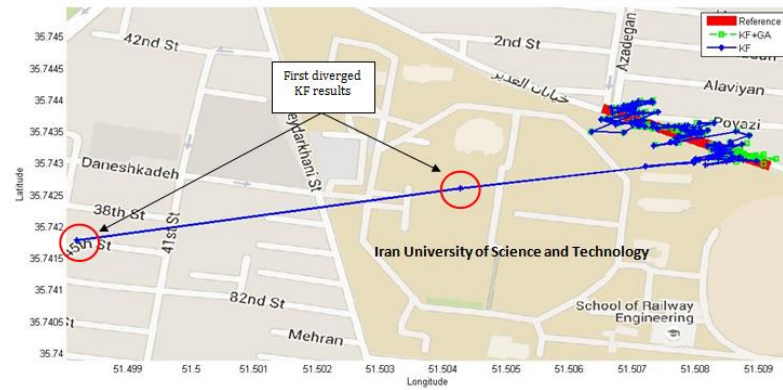 Reference
KF+GA
KF
35.745
35.7445
35.744
35.7435
35.743
35.7425
35.742
35.7415
35.741
35.7405
35.74
Latitude
42nd St
2nd St
Azadegan
Alaviyan
خیابان الغدیر
Poyazi
First diverged
KF results
Heydarkhani St
Daneshkadeh
38th St
41st St
45th St
Iran University of Science and Technology
82nd St
School of Railway
Engineering
Mehran
51.499
51.5
51.501
51.502
51.503
51.504
51.505
51.506
51.507
51.508
51.509
Longitude